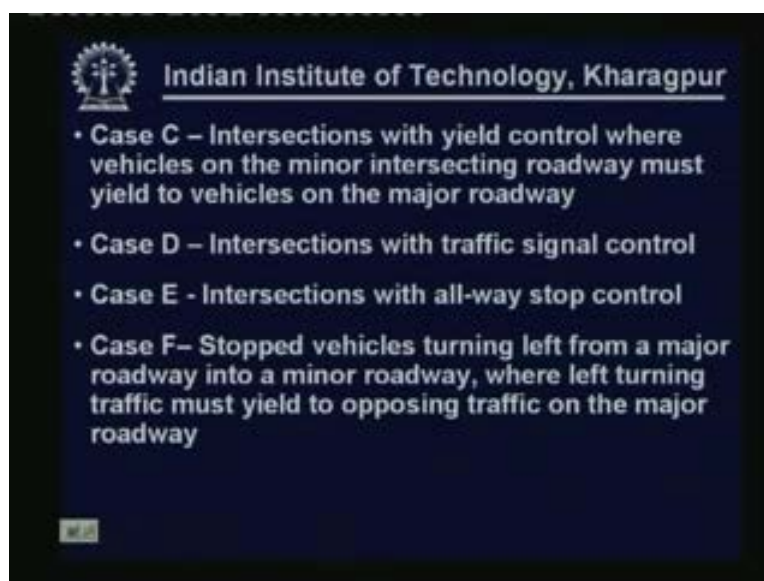 Indian Institute of Technology, Kharagpur
• Case C – Intersections with yield control where
vehicles on the minor intersecting roadway must
yield to vehicles on the major roadway
• Case D – Intersections with traffic signal control
• Case E - Intersections with all-way stop control
• Case F– Stopped vehicles turning left from a major
roadway into a minor roadway, where left turning
traffic must yield to opposing traffic on the major
roadway